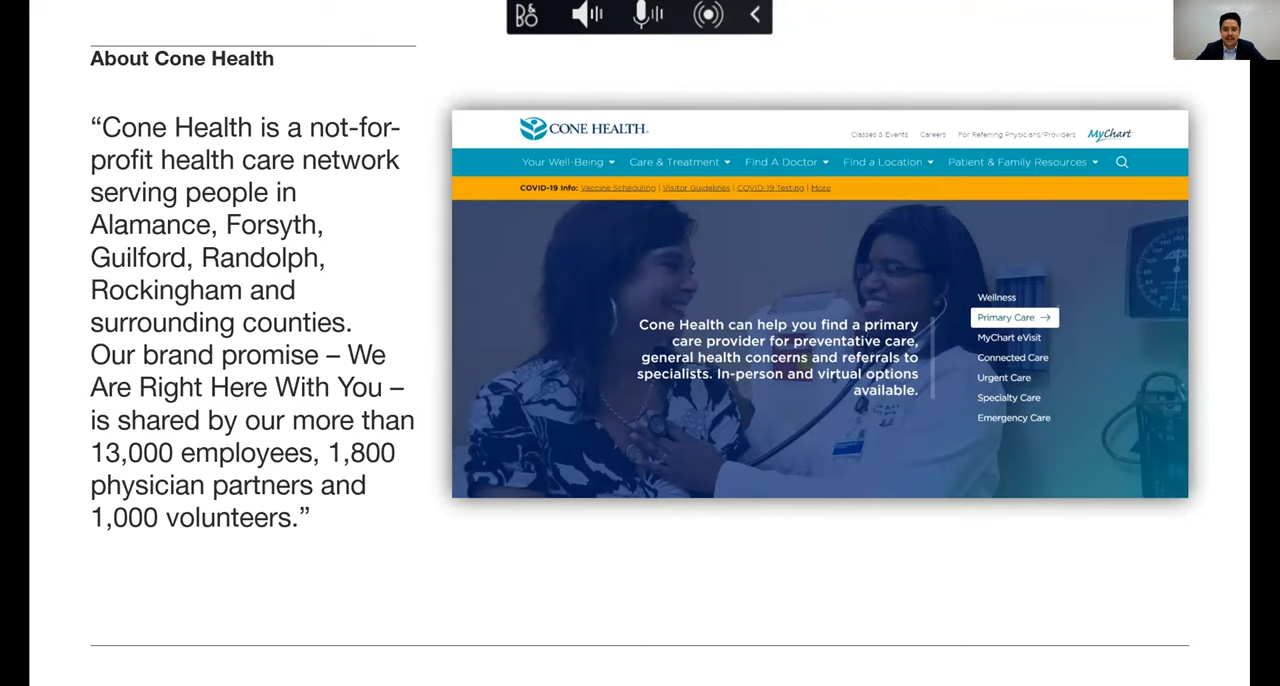 About Cone Health
“Cone Health is a not-for-
profit health care network
serving people in
Alamance, Forsyth,
Guilford, Randolph,
Rockingham and
surrounding counties.
Our brand promise – We
Are Right Here With You –
is shared by our more than
13,000 employees, 1,800
physician partners and
1,000 volunteers.”
CONE HEALTH
Classes & Events Careers For Referring Physicians/Providers MyChart
Your Well-Being Care & Treatment Find A Doctor Find a Location Patient & Family Resources
COVID-19 Info: Vaccine Scheduling | Visitor Guidelines | COVID-19 Testing | More
Cone Health can help you find a primary
care provider for preventative care,
general health concerns and referrals to
specialists. In-person and virtual options
available.
Wellness
Primary Care →
MyChart eVisit
Connected Care
Urgent Care
Specialty Care
Emergency Care